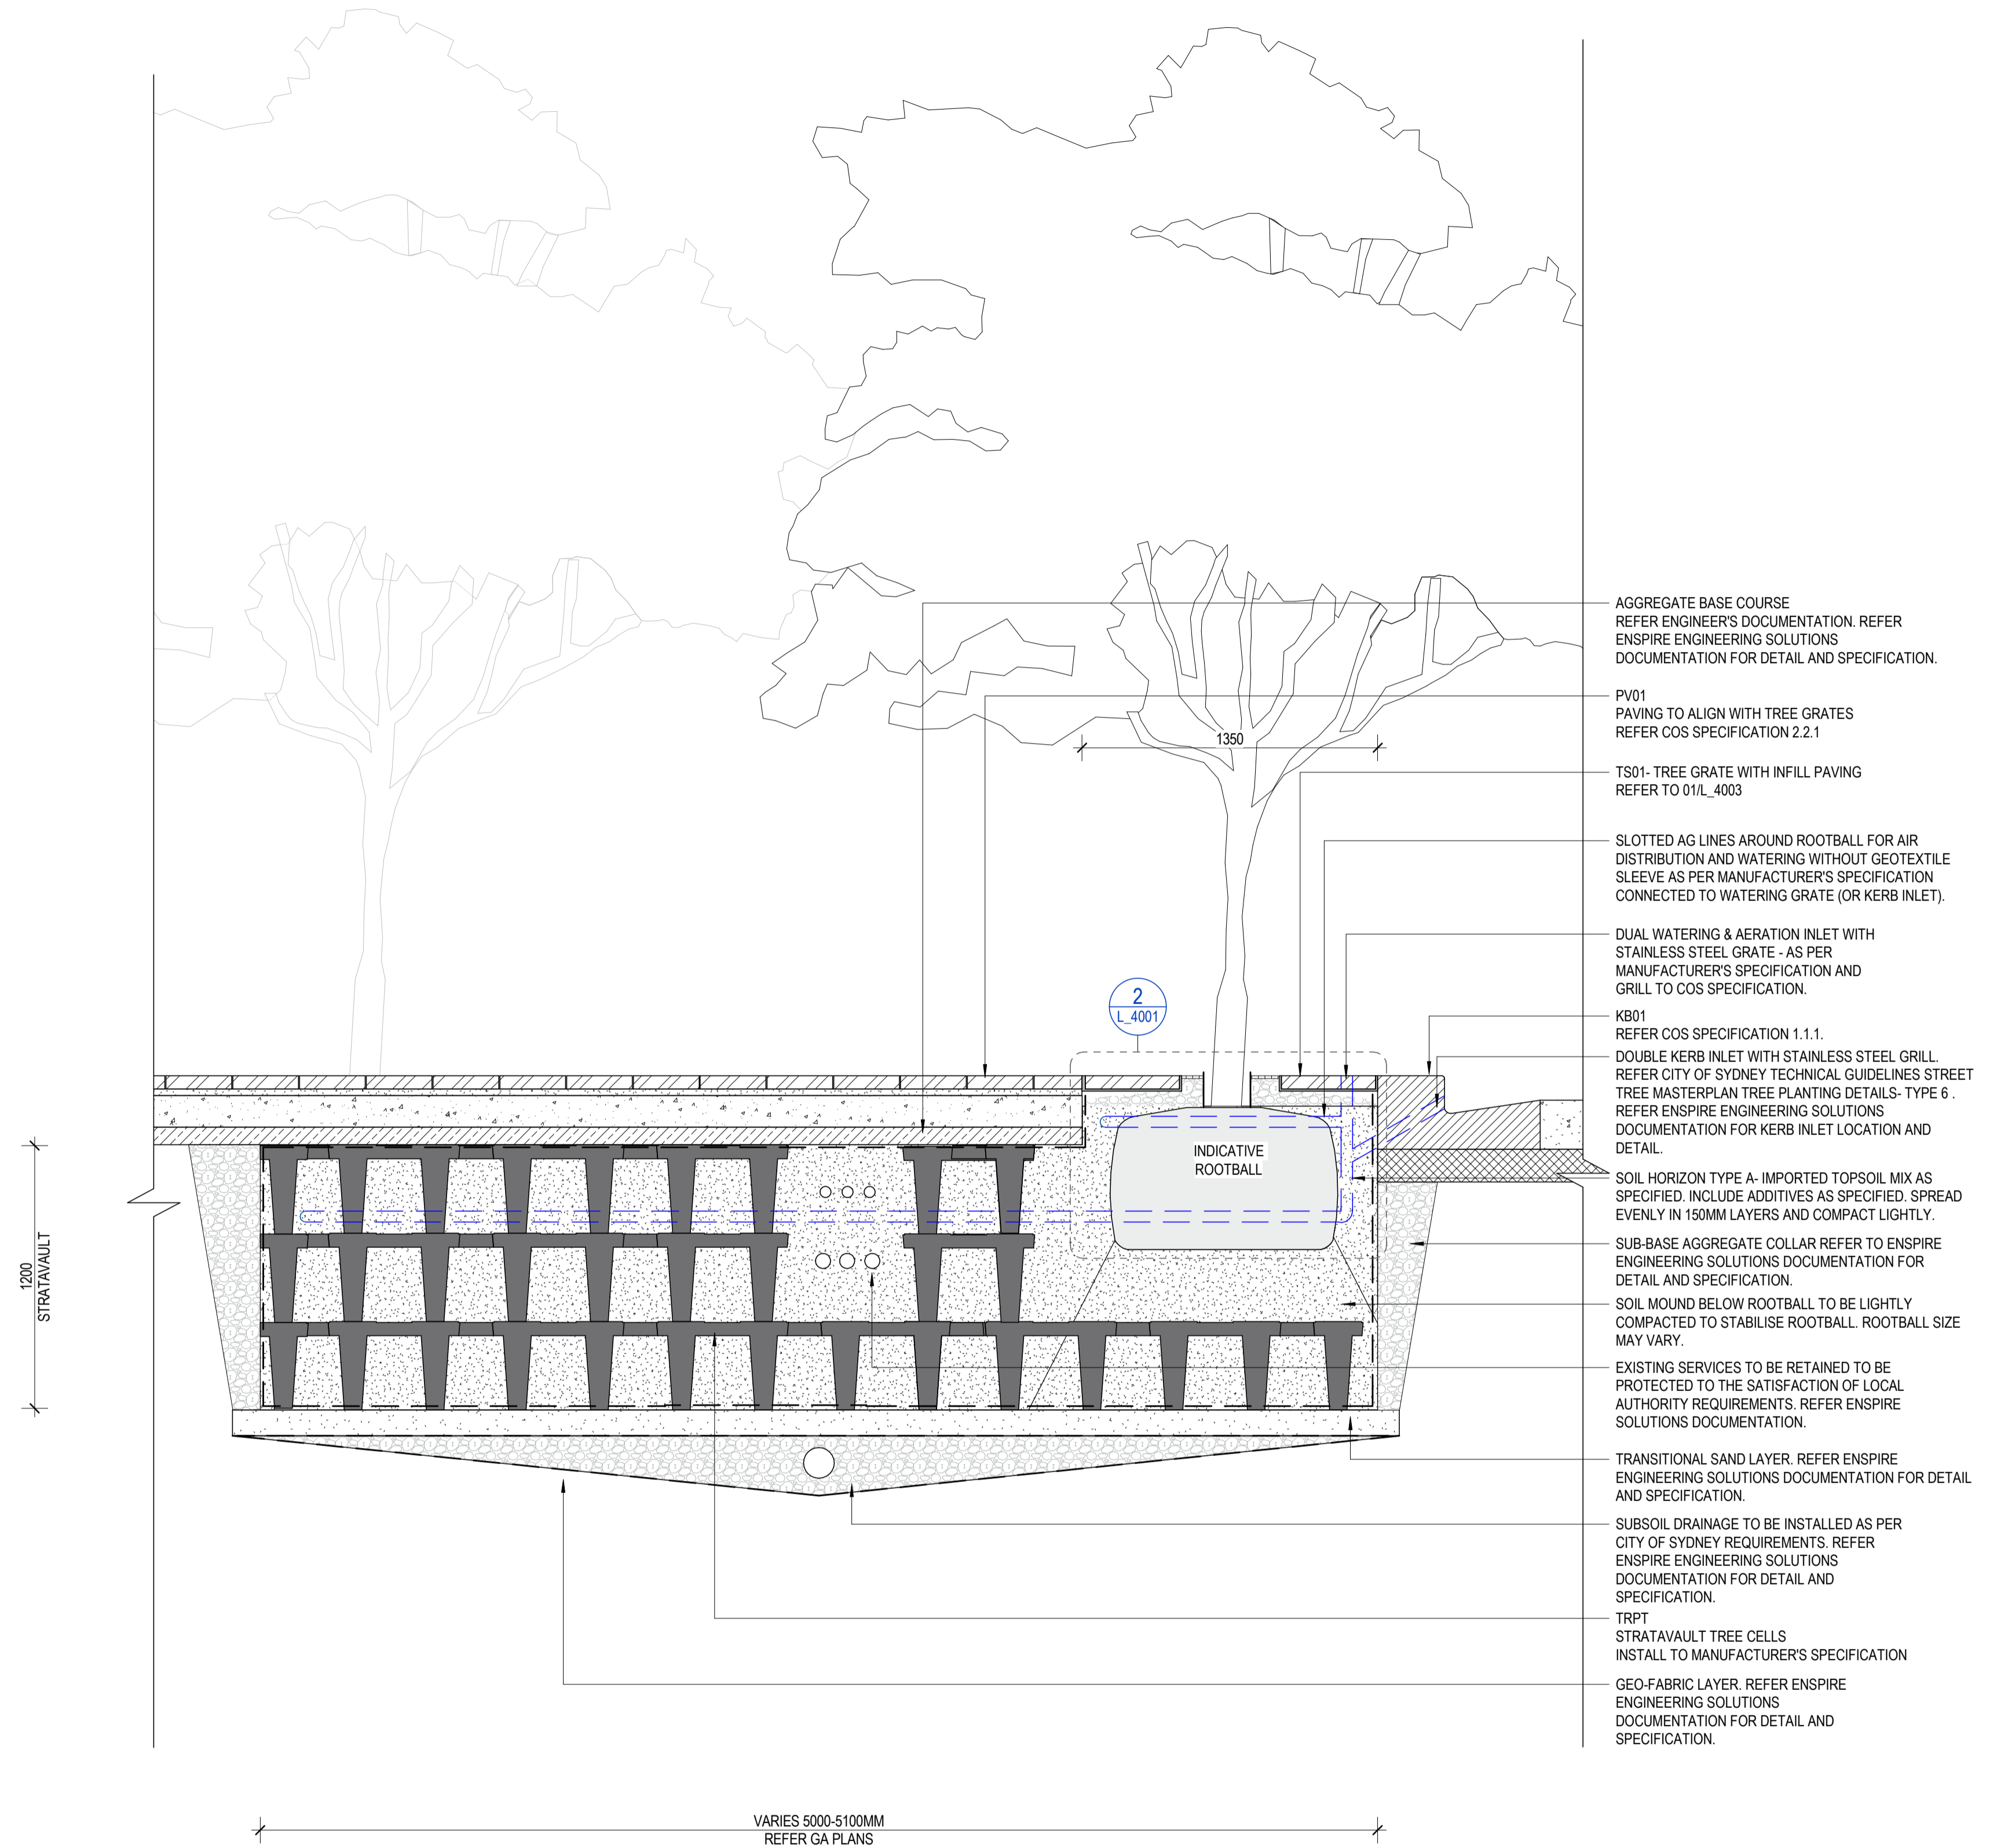 AGGREGATE BASE COURSE
REFER ENGINEER'S DOCUMENTATION. REFER
ENSPIRE ENGINEERING SOLUTIONS
DOCUMENTATION FOR DETAIL AND SPECIFICATION.
PV01
PAVING TO ALIGN WITH TREE GRATES
REFER COS SPECIFICATION 2.2.1
1350
TS01- TREE GRATE WITH INFILL PAVING
REFER TO 01/L_4003
SLOTTED AG LINES AROUND ROOTBALL FOR AIR
DISTRIBUTION AND WATERING WITHOUT GEOTEXTILE
SLEEVE AS PER MANUFACTURER'S SPECIFICATION
CONNECTED TO WATERING GRATE (OR KERB INLET).
DUAL WATERING & AERATION INLET WITH
STAINLESS STEEL GRATE - AS PER
MANUFACTURER'S SPECIFICATION AND
GRILL TO COS SPECIFICATION.
2
L_4001
KB01
REFER COS SPECIFICATION 1.1.1.
DOUBLE KERB INLET WITH STAINLESS STEEL GRILL.
REFER CITY OF SYDNEY TECHNICAL GUIDELINES STREET
TREE MASTERPLAN TREE PLANTING DETAILS- TYPE 6 .
REFER ENSPIRE ENGINEERING SOLUTIONS
DOCUMENTATION FOR KERB INLET LOCATION AND
DETAIL.
INDICATIVE
ROOTBALL
SOIL HORIZON TYPE A- IMPORTED TOPSOIL MIX AS
SPECIFIED. INCLUDE ADDITIVES AS SPECIFIED. SPREAD
EVENLY IN 150MM LAYERS AND COMPACT LIGHTLY.
SUB-BASE AGGREGATE COLLAR REFER TO ENSPIRE
ENGINEERING SOLUTIONS DOCUMENTATION FOR
DETAIL AND SPECIFICATION.
1200
STRATAVAULT
SOIL MOUND BELOW ROOTBALL TO BE LIGHTLY
COMPACTED TO STABILISE ROOTBALL. ROOTBALL SIZE
MAY VARY.
EXISTING SERVICES TO BE RETAINED TO BE
PROTECTED TO THE SATISFACTION OF LOCAL
AUTHORITY REQUIREMENTS. REFER ENSPIRE
SOLUTIONS DOCUMENTATION.
TRANSITIONAL SAND LAYER. REFER ENSPIRE
ENGINEERING SOLUTIONS DOCUMENTATION FOR DETAIL
AND SPECIFICATION.
SUBSOIL DRAINAGE TO BE INSTALLED AS PER
CITY OF SYDNEY REQUIREMENTS. REFER
ENSPIRE ENGINEERING SOLUTIONS
DOCUMENTATION FOR DETAIL AND
SPECIFICATION.
TRPT
STRATAVAULT TREE CELLS
INSTALL TO MANUFACTURER'S SPECIFICATION
GEO-FABRIC LAYER. REFER ENSPIRE
ENGINEERING SOLUTIONS
DOCUMENTATION FOR DETAIL AND
SPECIFICATION.
VARIES 5000-5100MM
REFER GA PLANS